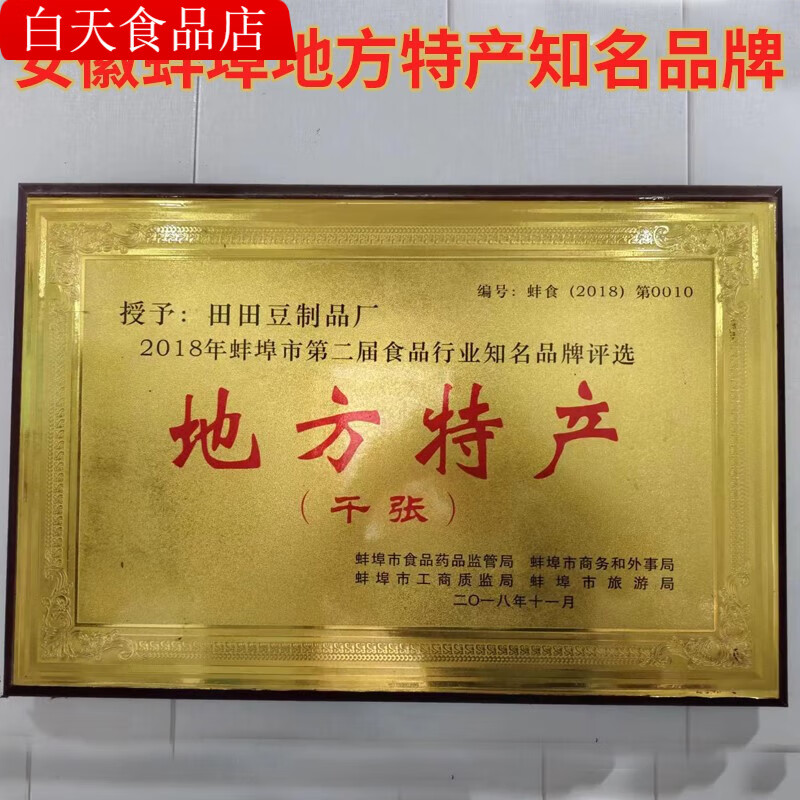 白天食品店
安徽蚌埠地方特产知名品牌
编号：蚌食（2018）第0010
授予：田田豆制品厂
2018年蚌埠市第二届食品行业知名品牌评选
地方特产
（千张）
蚌埠市食品药品监管局 蚌埠市商务和外事局
蚌埠市工商质监局 蚌埠市旅游局
二〇一八年十一月